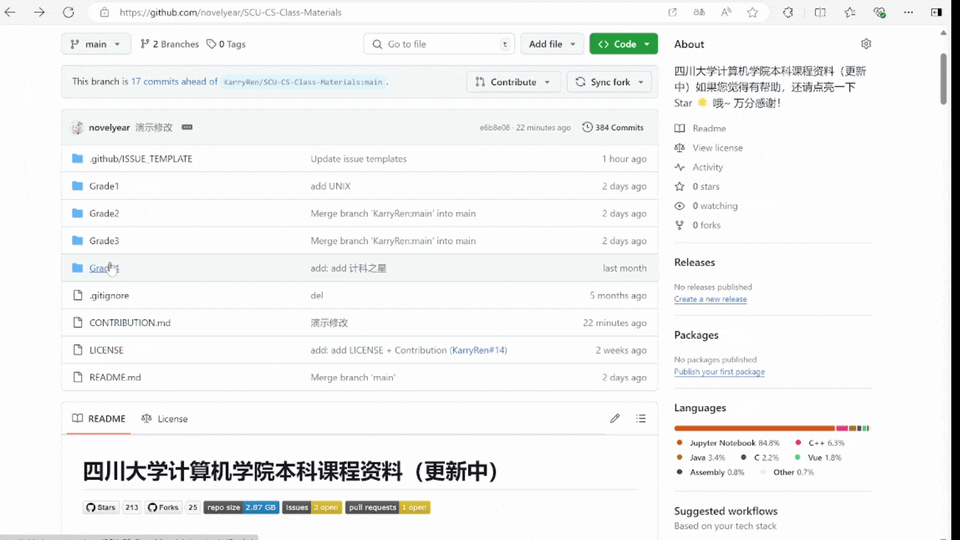 https://github.com/novelyear/SCU-CS-Class-Materials
main
2 Branches
0 Tags
Go to file
t
Add file
Code
This branch is 17 commits ahead of KarryRen/SCU-CS-Class-Materials:main .
Contribute
Sync fork
novelyear 演示修改
e6b8e08 · 22 minutes ago
384 Commits
.github/ISSUE_TEMPLATE Update issue templates 1 hour ago
Grade1 add UNIX 2 days ago
Grade2 Merge branch 'KarryRen:main' into main 2 days ago
Grade3 Merge branch 'KarryRen:main' into main 2 days ago
add: add 计科之星 last month
.gitignore del 5 months ago
CONTRIBUTION.md 演示修改 22 minutes ago
LICENSE add: add LICENSE + Contribution (KarryRen#14) 2 weeks ago
README.md Merge branch 'main' 2 days ago
README
License
四川大学计算机学院本科课程资料（更新中）
Stars 213 Forks 25 repo size 2.87 GB issues 3 open pull requests 1 open
About
四川大学计算机学院本科课程资料（更新
中）如果您觉得有帮助，还请点亮一下
Star 哦~ 万分感谢！
Readme
View license
Activity
0 stars
0 watching
0 forks
Releases
No releases published
Create a new release
Packages
No packages published
Publish your first package
Languages
Jupyter Notebook 84.8% C++ 6.3%
Java 3.4% C 2.2% Vue 1.8%
Assembly 0.8% Other 0.7%
Suggested workflows
Based on your tech stack